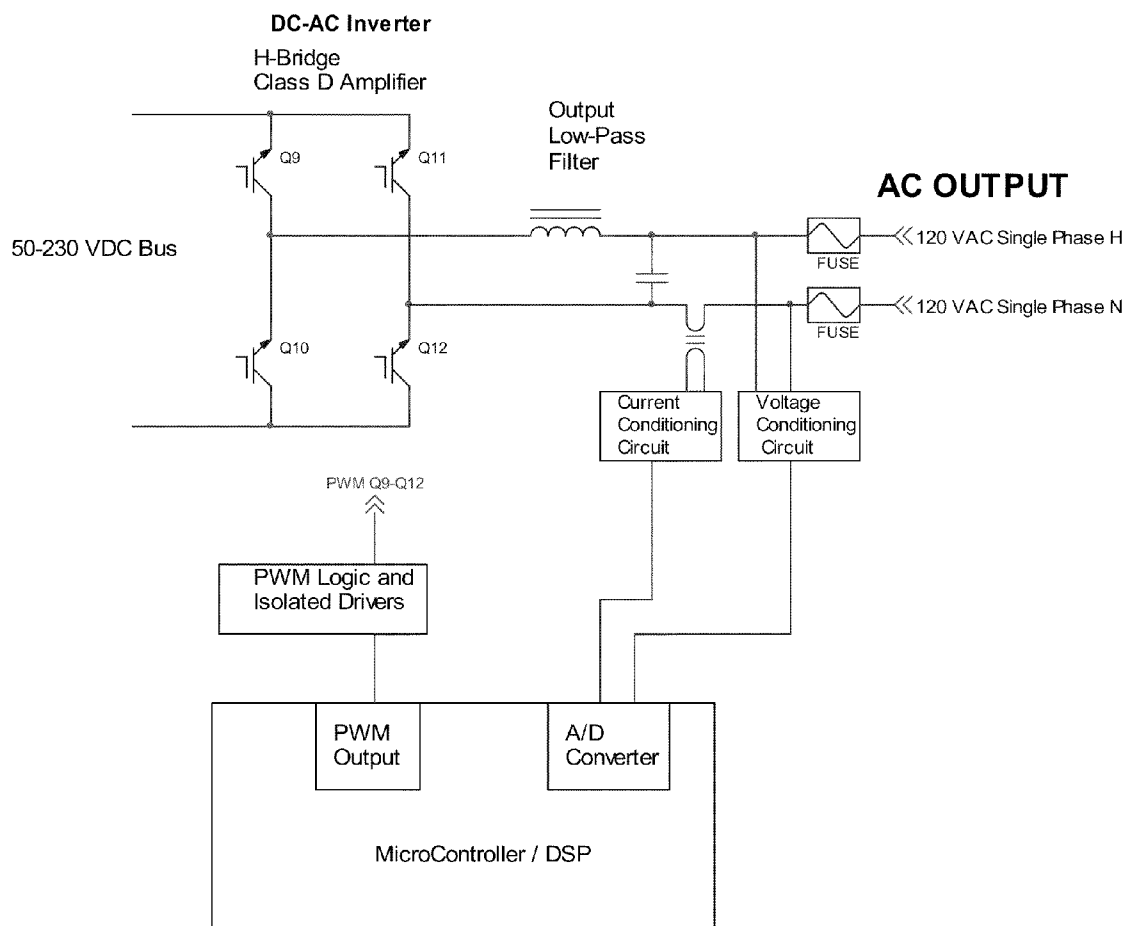 DC-AC Inverter
H-Bridge
Class D Amplifier
Output
Low-Pass
Filter
Q9
Q11
AC OUTPUT
50-230 VDC Bus
120 VAC Single Phase H
FUSE
120 VAC Single Phase N
FUSE
Q10
Q12
Current
Conditioning
Circuit
Voltage
Conditioning
Circuit
PWM Q9-Q12
PWM Logic and
Isolated Drivers
PWM
Output
A/D
Converter
MicroController / DSP